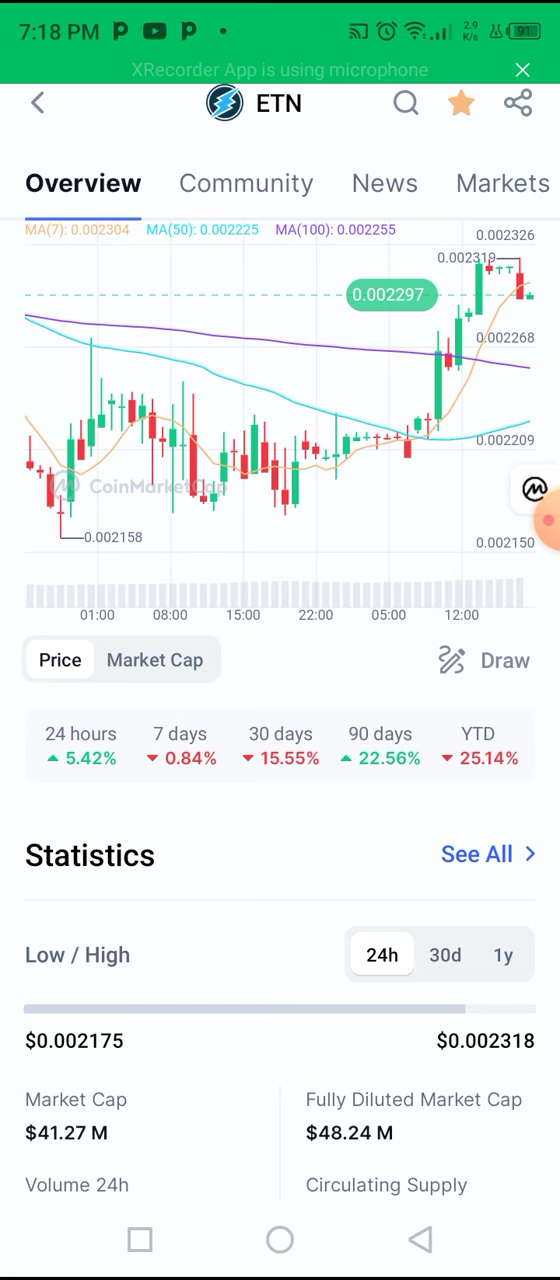 7:18 PM P P 2.9 K/s 91
XRecorder App is using microphone
ETN
Overview Community News Markets
MA(7): 0.002304 MA(50): 0.002225 MA(100): 0.002255
0.002326
0.002319
0.002297
0.002268
0.002209
CoinMarketCap
0.002158
0.002150
01:00 08:00 15:00 22:00 05:00 12:00
Price Market Cap Draw
24 hours 7 days 30 days 90 days YTD
5.42% 0.84% 15.55% 22.56% 25.14%
Statistics See All
Low / High 24h 30d 1y
$0.002175 $0.002318
Market Cap Fully Diluted Market Cap
$41.27 M $48.24 M
Volume 24h Circulating Supply